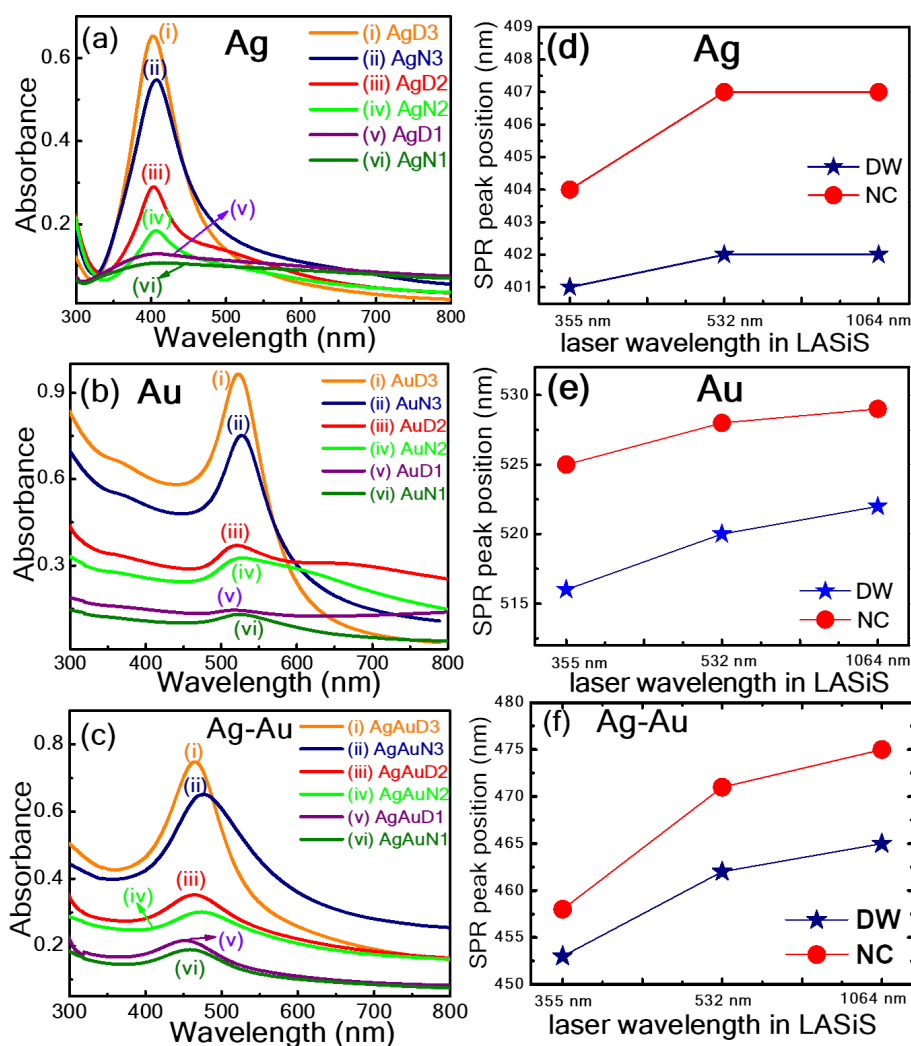 (a)
Ag
(i)
(ii)
(iii)
(iv)
(v)
(vi)
(i) AgD3
(ii) AgN3
(iii) AgD2
(iv) AgN2
(v) AgD1
(vi) AgN1
0.6
0.4
0.2
Absorbance
300 400 500 600 700 800
Wavelength (nm)
(d)
Ag
409
408
407
406
405
404
403
402
401
SPR peak position (nm)
DW
NC
355 nm 532 nm 1064 nm
laser wavelength in LASiS
(b)
Au
(i)
(ii)
(iii)
(iv)
(v)
(vi)
(i) AuD3
(ii) AuN3
(iii) AuD2
(iv) AuN2
(v) AuD1
(vi) AuN1
0.9
0.6
0.3
0
Absorbance
300 400 500 600 700 800
Wavelength (nm)
(e)
Au
530
525
520
515
SPR peak position (nm)
DW
NC
355 nm 532 nm 1064 nm
laser wavelength in LASiS
(c)
Ag-Au
(i)
(ii)
(iii)
(iv)
(v)
(vi)
(i) AgAuD3
(ii) AgAuN3
(iii) AgAuD2
(iv) AgAuN2
(v) AgAuD1
(vi) AgAuN1
0.8
0.6
0.4
0.2
Absorbance
300 400 500 600 700 800
Wavelength (nm)
(f)
Ag-Au
480
475
470
465
460
455
450
SPR peak position (nm)
DW
NC
355 nm 532 nm 1064 nm
laser wavelength in LASiS